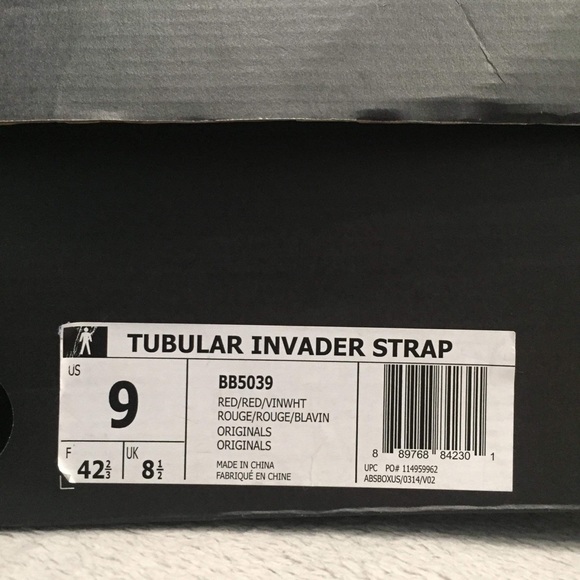 TUBULAR INVADER STRAP
US
9
F
42 2/3
UK
8 1/2
BB5039
RED/RED/VINWHT
ROUGE/ROUGE/BLAVIN
ORIGINALS
ORIGINALS
MADE IN CHINA
FABRIQUÉ EN CHINE
8 89768 84230 1
UPC PO# 114959962
ABSBOXUS/0314/V02